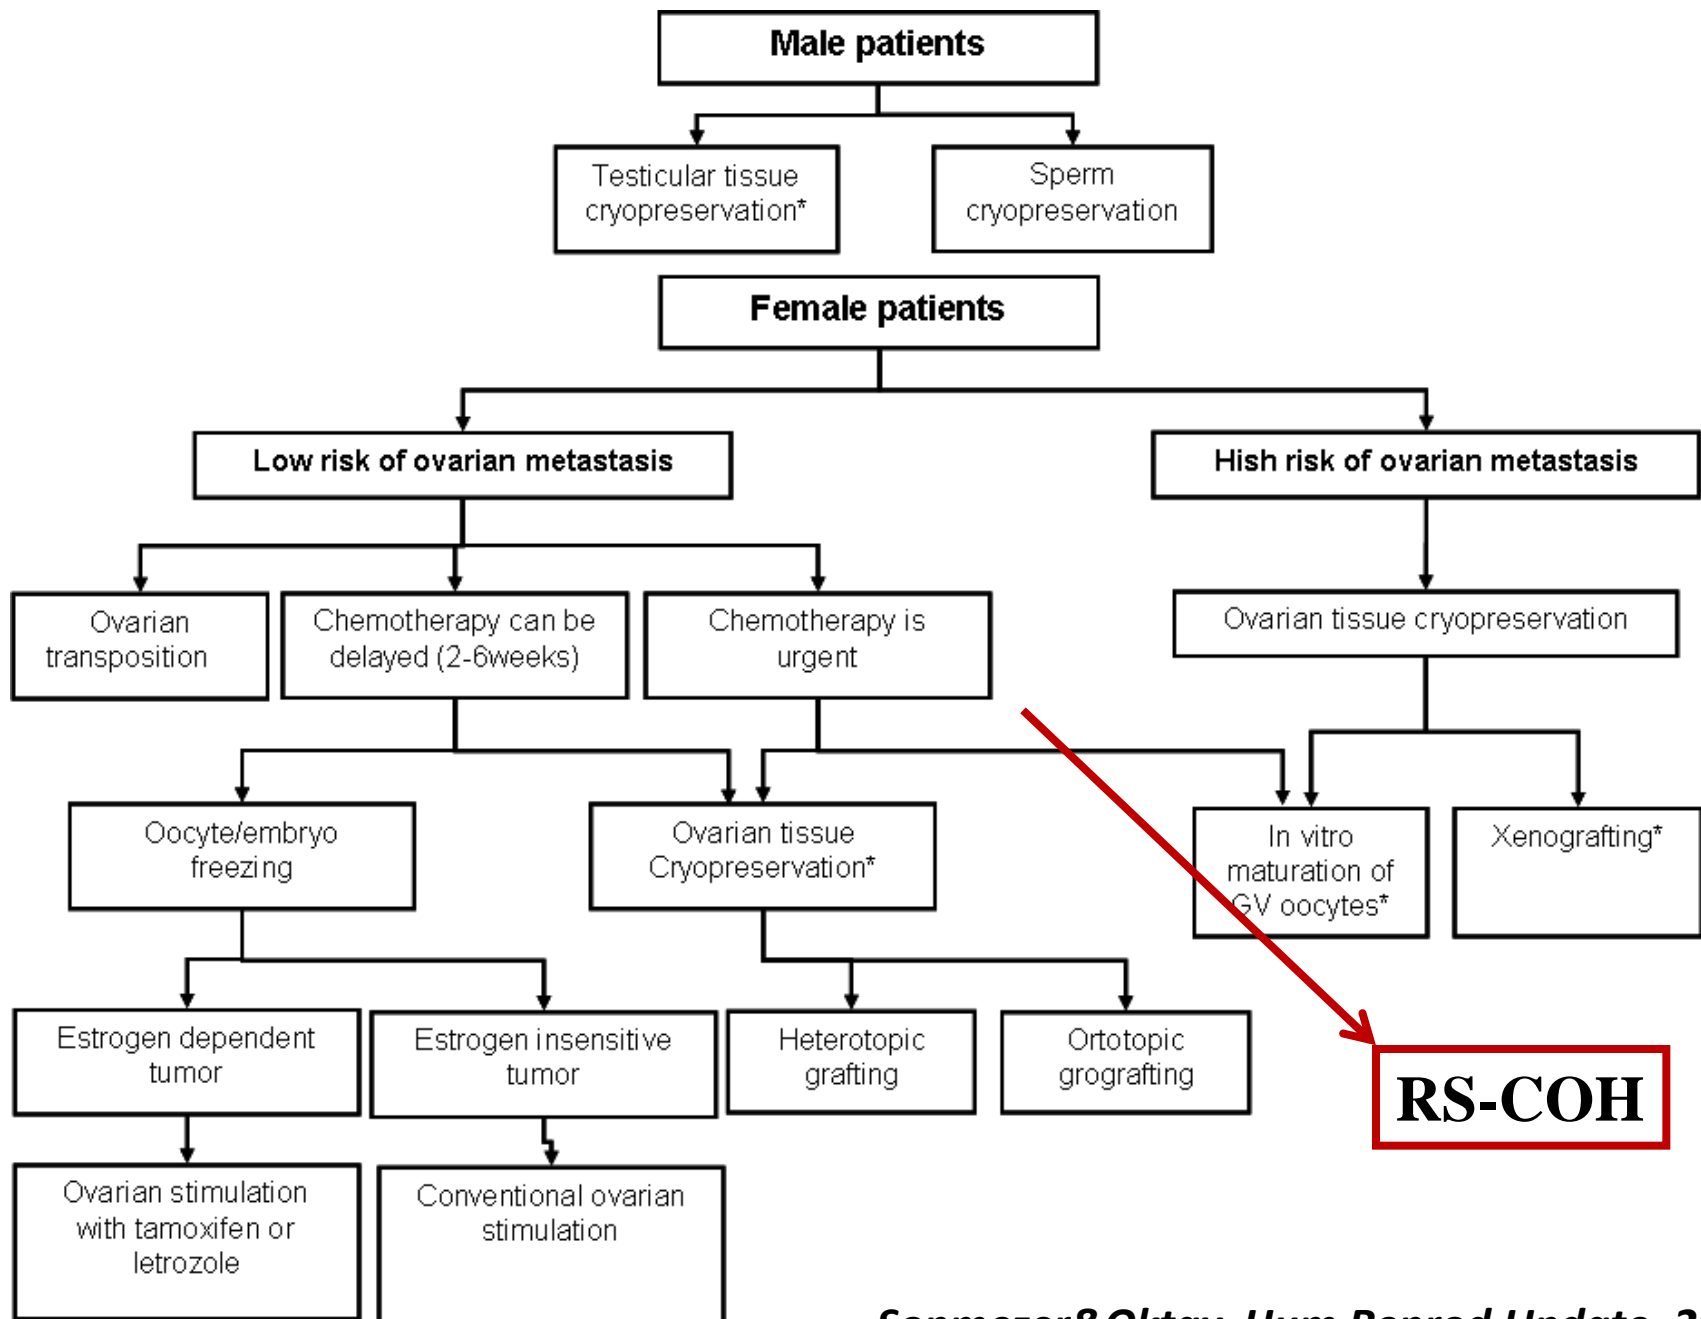 Male patients
Testicular tissue
cryopreservation*
Sperm
cryopreservation
Female patients
Low risk of ovarian metastasis
Hish risk of ovarian metastasis
Ovarian
transposition
Chemotherapy can be
delayed (2-6weeks)
Chemotherapy is
urgent
Ovarian tissue cryopreservation
Oocyte/embryo
freezing
Ovarian tissue
Cryopreservation*
In vitro
maturation of
GV oocytes*
Xenografting*
Estrogen dependent
tumor
Estrogen insensitive
tumor
Heterotopic
grafting
Ortotopic
grografting
RS-COH
Ovarian stimulation
with tamoxifen or
letrozole
Conventional ovarian
stimulation
Hum Reprod Update